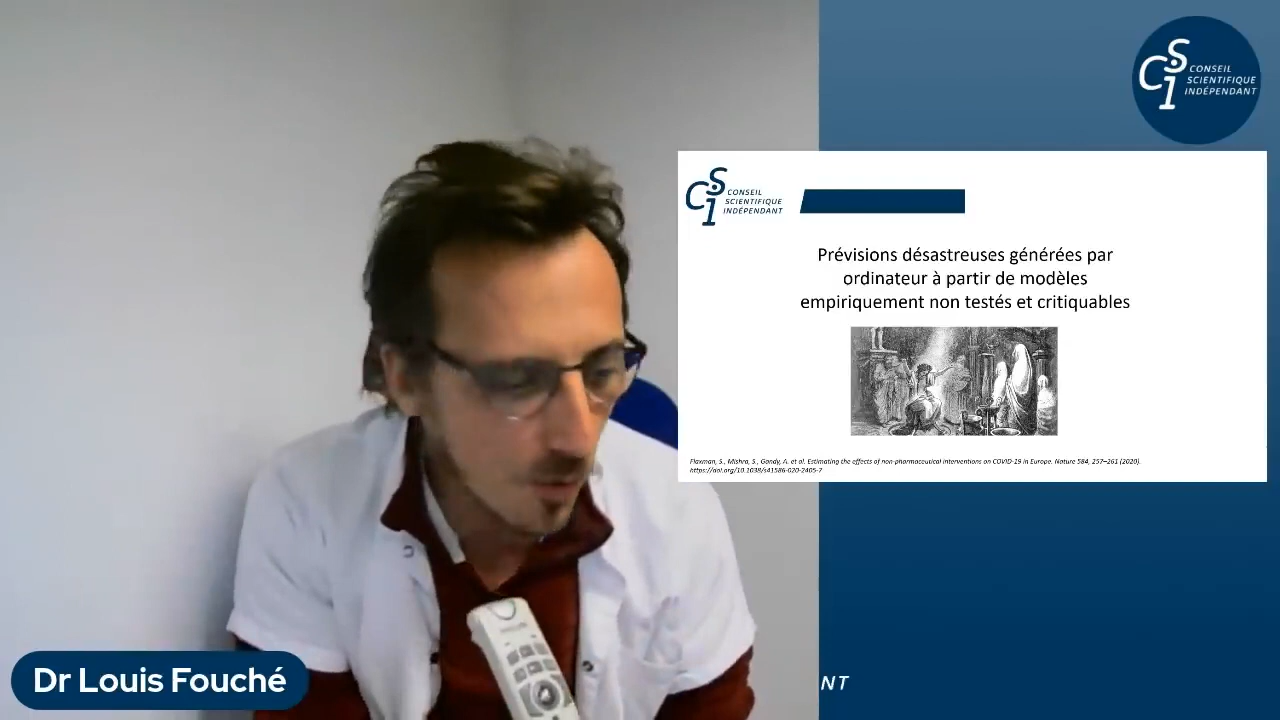 CSI CONSEIL
SCIENTIFIQUE
INDÉPENDANT
CSI CONSEIL
SCIENTIFIQUE
INDÉPENDANT
Prévisions désastreuses générées par
ordinateur à partir de modèles
empiriquement non testés et critiquables
Flaxman, S., Mishra, S., Gandy, A. et al. Estimating the effects of non-pharmaceutical interventions on COVID-19 in Europe. Nature 584, 257–261 (2020).
https://doi.org/10.1038/s41586-020-2405-7
Dr Louis Fouché
NT